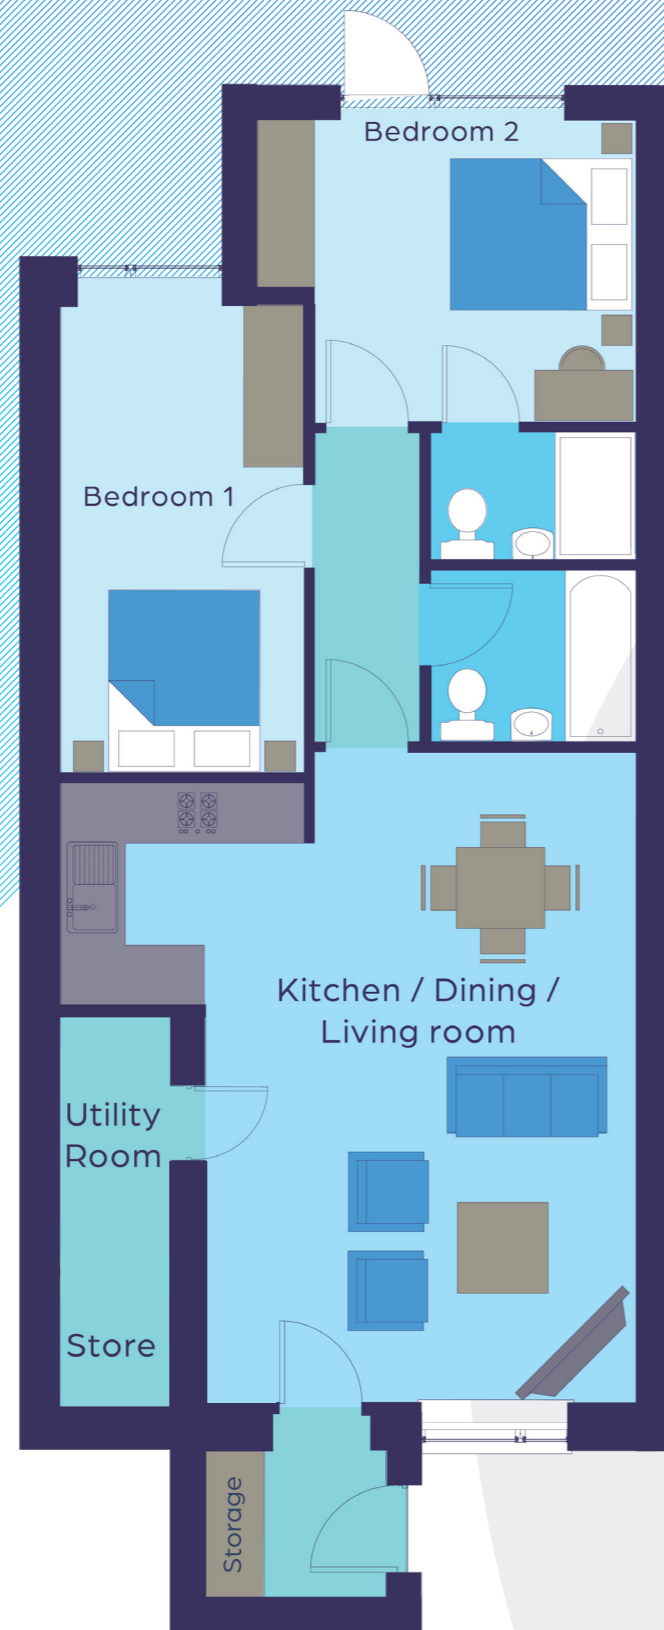 Bedroom 2
Bedroom 1
Kitchen / Dining /
Living room
Utility
Room
Store
Storage